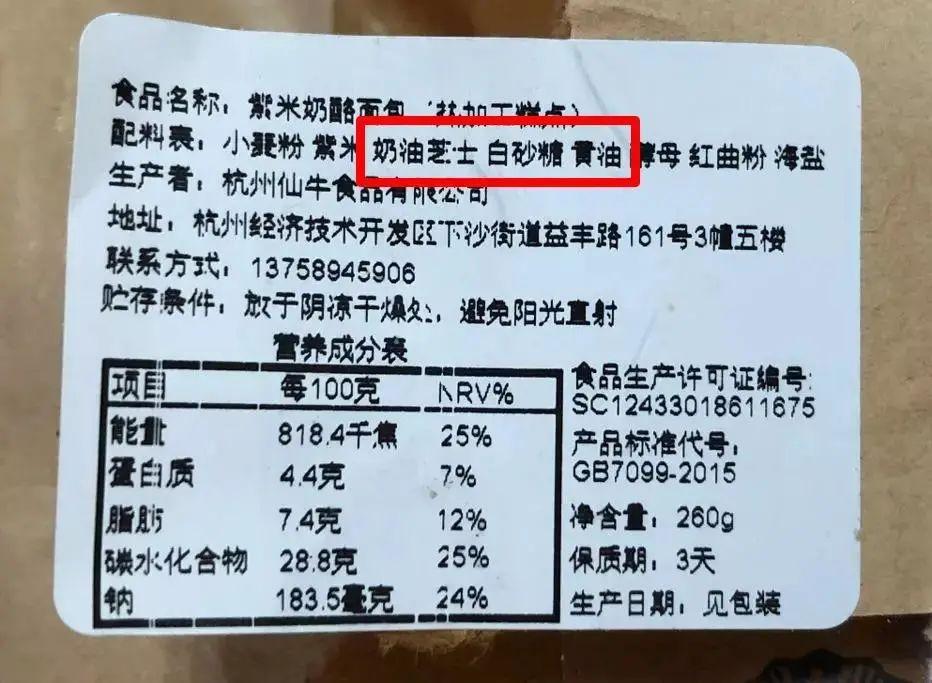 食品名称：紫米奶酪面包（热加工糕点）
配料表：小麦粉 紫米 奶油芝士 白砂糖 黄油 酵母 红曲粉 海盐
生产者：杭州仙牛食品有限公司
地址：杭州经济技术开发区下沙街道益丰路161号3幢五楼
联系方式：13758945906
贮存条件：放于阴凉干燥处，避免阳光直射
营养成分表
项目 每100克 NRV%
能量 818.4千焦 25%
蛋白质 4.4克 7%
脂肪 7.4克 12%
碳水化合物 28.8克 25%
钠 183.5毫克 24%
食品生产许可证编号:
SC12433018611675
产品标准代号：
GB7099-2015
净含量：260g
保质期：3天
生产日期：见包装